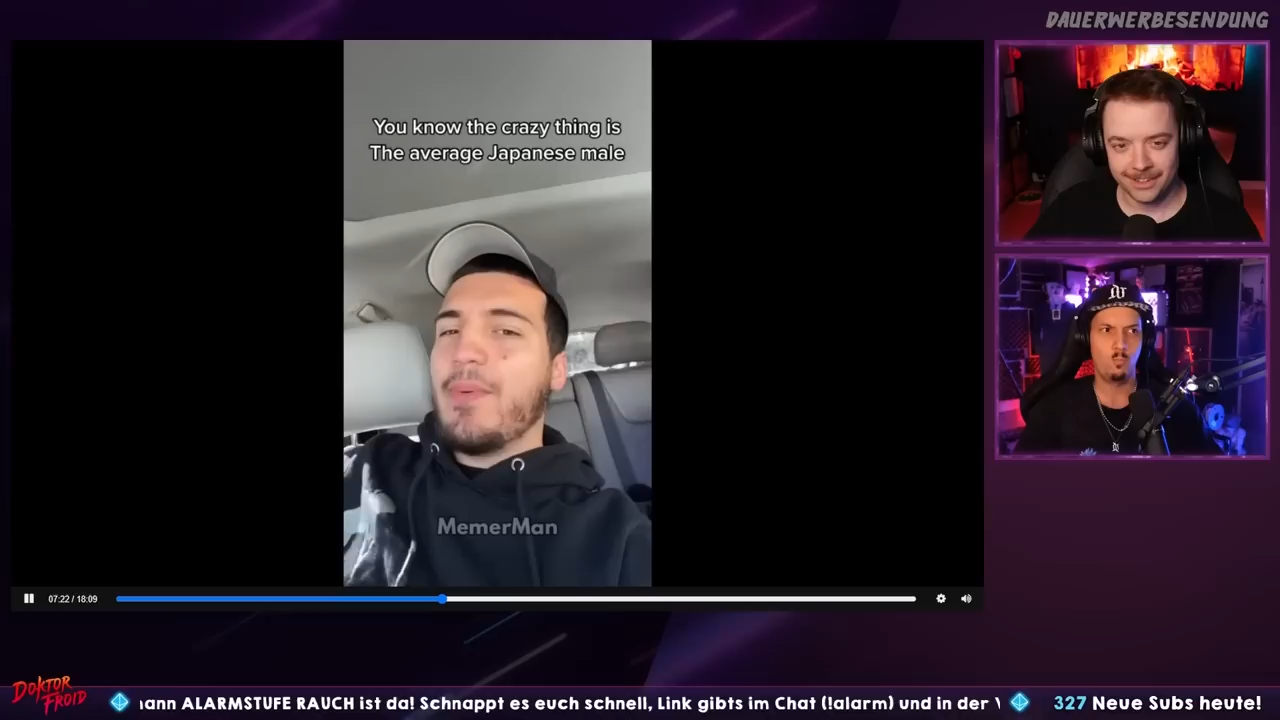 DAUERWERBESENDUNG
You know the crazy thing is
The average Japanese male
MemerMan
07:22 / 18:09
DOKTOR
FROID
ann ALARMSTUFE RAUCH ist da! Schnappt es euch schnell, Link gibts im Chat (!alarm) und in der
327 Neue Subs heute!